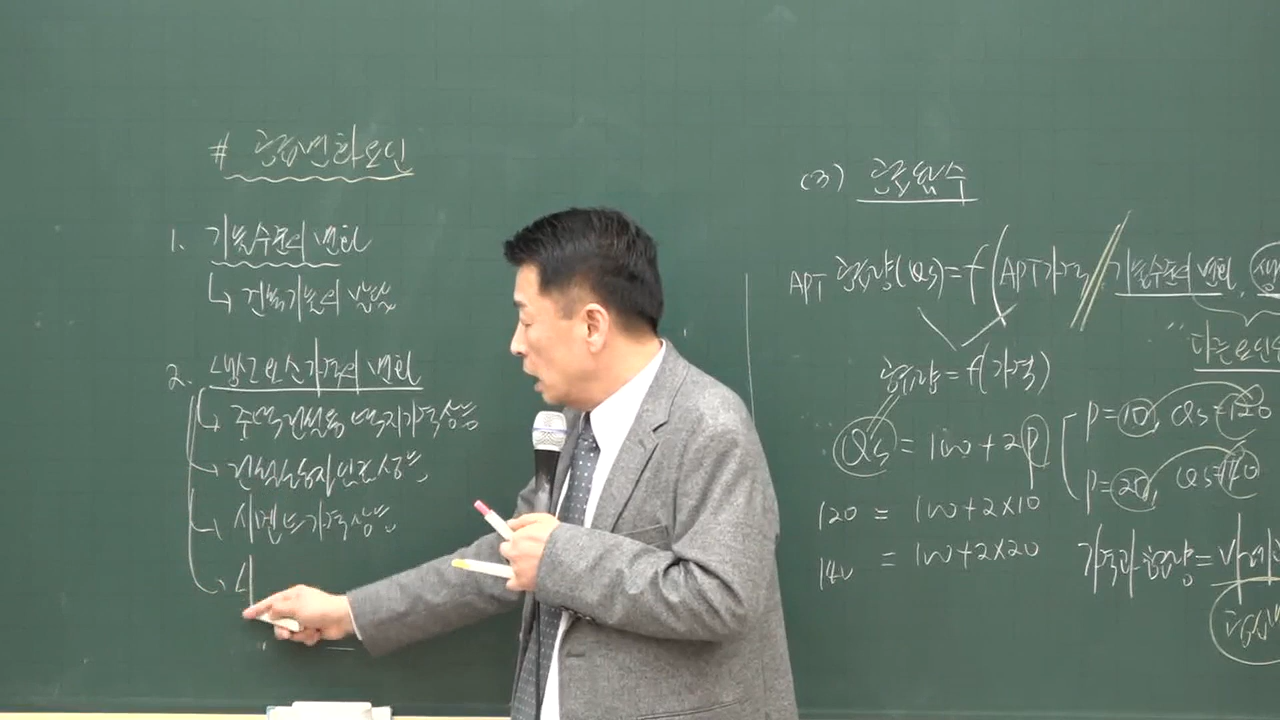 # 공급변화요인
1. 기술수준의 변화
↳ 건축기술의 발달
2. 생산요소가격의 변화
↳ 주택건설용 택지가격상승
↳ 건설노동자 임금상승
↳ 시멘트가격상승
(3) 공급함수
APT 공급량(Qs) = f(APT가격 // 기술수준의 변화,
" 다른요인
공급량 = f(가격)
Qs = 100 + 2P
P = 10, Qs = 120
P = 20, Qs = 140
120 = 100 + 2×10
140 = 100 + 2×20
가격과 공급량 = 비례